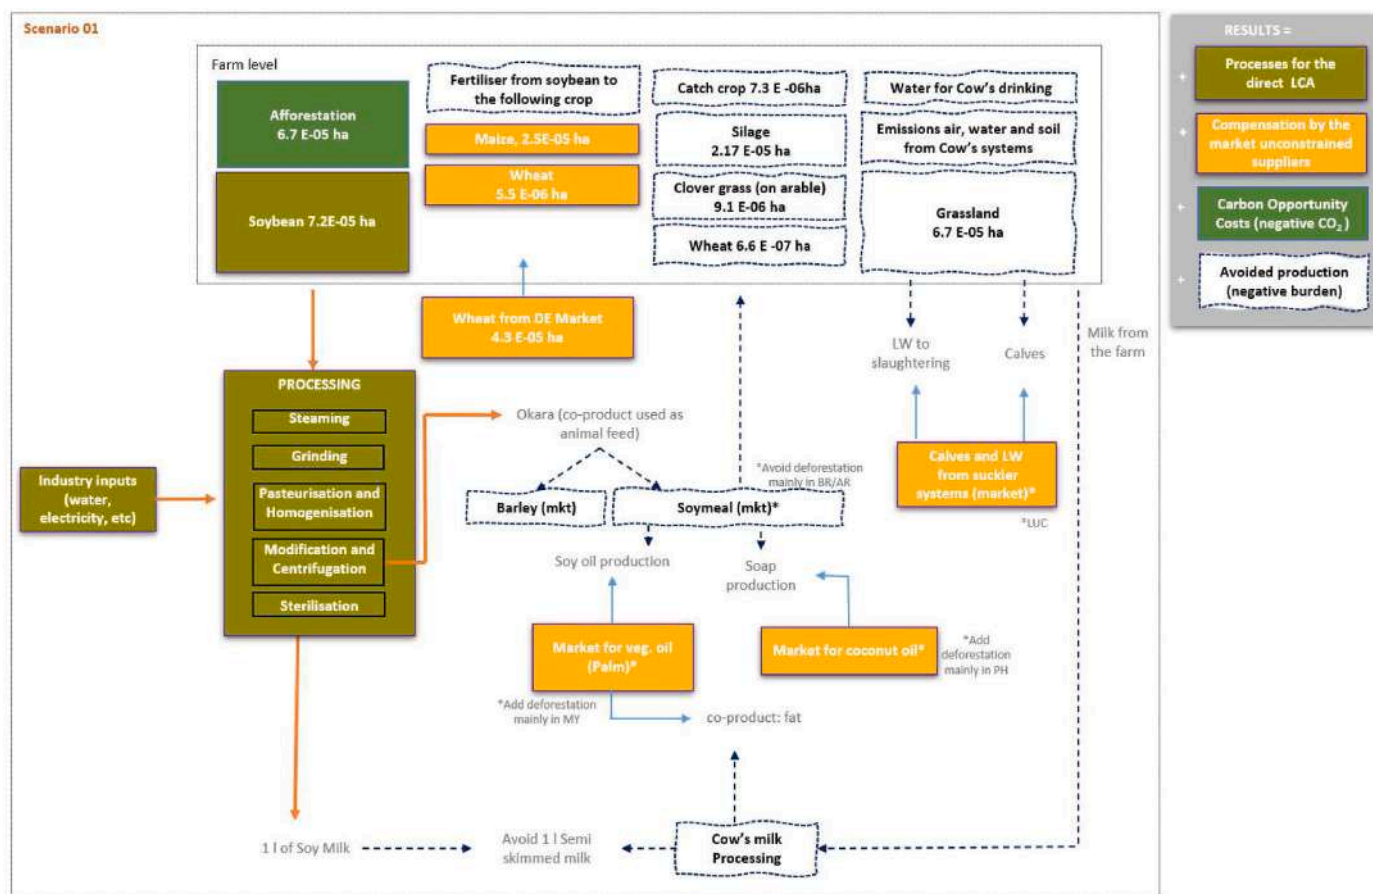 Scenario 01
Farm level
Afforestation
6.7 E-05 ha
Soybean 7.2E-05 ha
Fertiliser from soybean to
the following crop
Maize, 2.5E-05 ha
Wheat
5.5 E-06 ha
Catch crop 7.3 E -06ha
Silage
2.17 E-05 ha
Clover grass (on arable)
9.1 E-06 ha
Wheat 6.6 E -07 ha
Water for Cow's drinking
Emissions air, water and soil
from Cow's systems
Grassland
6.7 E-05 ha
Wheat from DE Market
4.3 E-05 ha
LW to
slaughtering
Calves
Milk from
the farm
PROCESSING
Steaming
Grinding
Pasteurisation and
Homogenisation
Modification and
Centrifugation
Sterilisation
Industry inputs
(water,
electricity, etc)
Okara (co-product used as
animal feed)
*Avoid deforestation
mainly in BR/AR
Barley (mkt)
Soymeal (mkt)*
Calves and LW
from suckler
systems (market)*
*LUC
Soy oil production
Soap
production
Market for veg. oil
(Palm)*
*Add deforestation
mainly in MY
Market for coconut oil*
*Add
deforestation
mainly in PH
co-product: fat
1 l of Soy Milk
Avoid 1 l Semi
skimmed milk
Cow's milk
Processing
RESULTS =
+
Processes for the
direct LCA
+
Compensation by the
market unconstrained
suppliers
+
Carbon Opportunity
Costs (negative CO₂ )
+
Avoided production
(negative burden)